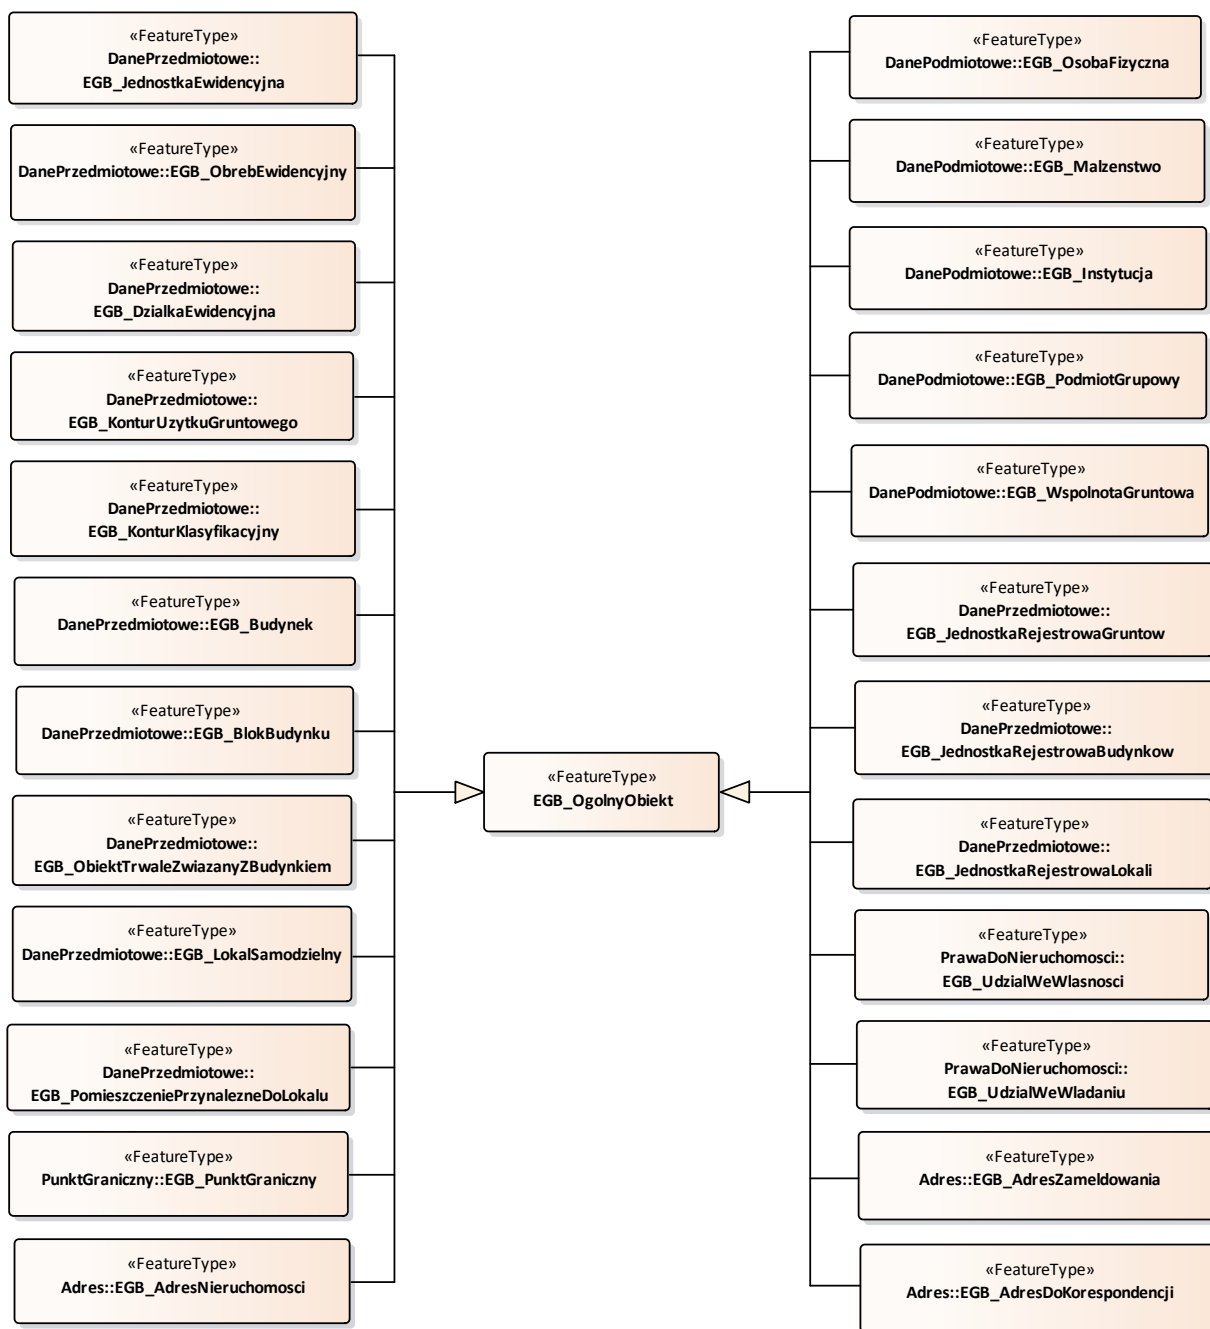 «FeatureType»
DanePrzedmiotowe::
EGB_JednostkaEwidencyjna
«FeatureType»
DanePrzedmiotowe::EGB_ObrebEwidencyjny
«FeatureType»
DanePrzedmiotowe::
EGB_DzialkaEwidencyjna
«FeatureType»
DanePrzedmiotowe::
EGB_KonturUzytkuGruntowego
«FeatureType»
DanePrzedmiotowe::
EGB_KonturKlasyfikacyjny
«FeatureType»
DanePrzedmiotowe::EGB_Budynek
«FeatureType»
DanePrzedmiotowe::EGB_BlokBudynku
«FeatureType»
DanePrzedmiotowe::
EGB_ObiektTrwaleZwiazanyZBudynkiem
«FeatureType»
DanePrzedmiotowe::EGB_LokalSamodzielny
«FeatureType»
DanePrzedmiotowe::
EGB_PomieszczeniePrzynalezneDoLokalu
«FeatureType»
PunktGraniczny::EGB_PunktGraniczny
«FeatureType»
Adres::EGB_AdresNieruchomosci
«FeatureType»
EGB_OgolnyObiekt
«FeatureType»
DanePodmiotowe::EGB_OsobaFizyczna
«FeatureType»
DanePodmiotowe::EGB_Malzenstwo
«FeatureType»
DanePodmiotowe::EGB_Instytucja
«FeatureType»
DanePodmiotowe::EGB_PodmiotGrupowy
«FeatureType»
DanePodmiotowe::EGB_WspolnotaGruntowa
«FeatureType»
DanePrzedmiotowe::
EGB_JednostkaRejestrowaGruntow
«FeatureType»
DanePrzedmiotowe::
EGB_JednostkaRejestrowaBudynkow
«FeatureType»
DanePrzedmiotowe::
EGB_JednostkaRejestrowaLokali
«FeatureType»
PrawaDoNieruchomosci::
EGB_UdzialWeWlasnosci
«FeatureType»
PrawaDoNieruchomosci::
EGB_UdzialWeWladaniu
«FeatureType»
Adres::EGB_AdresZameldowania
«FeatureType»
Adres::EGB_AdresDoKorespondencji